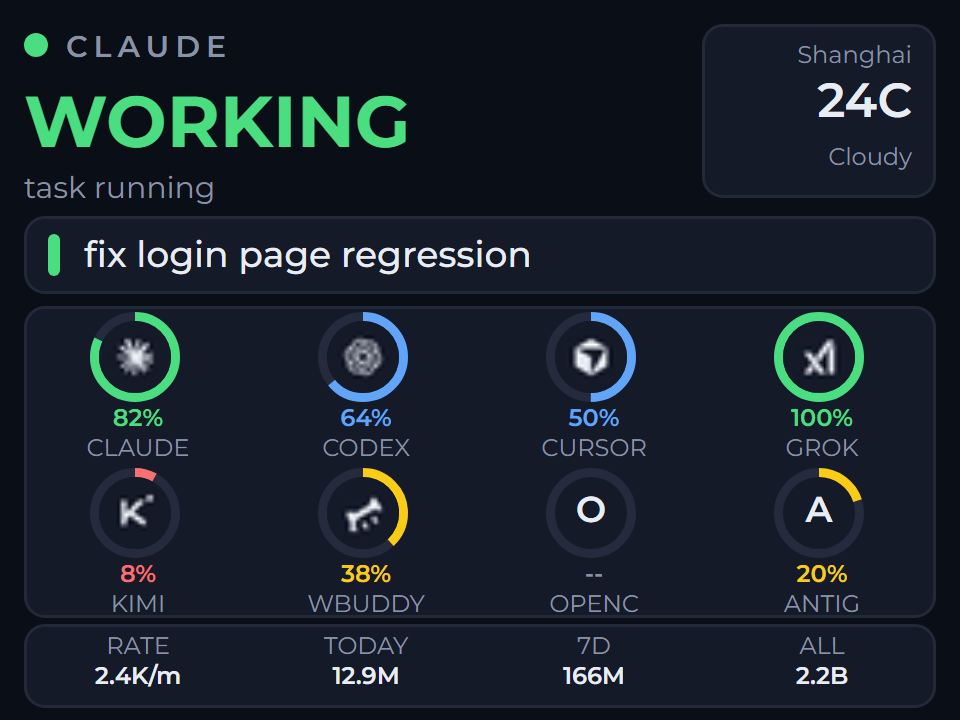 CLAUDE
WORKING
task running
Shanghai
24C
Cloudy
fix login page regression
82% 64% 50% 100%
CLAUDE CODEX CURSOR GROK
K O A
8% 38% -- 20%
KIMI WBUDDY OPENC ANTIG
RATE TODAY 7D ALL
2.4K/m 12.9M 166M 2.2B